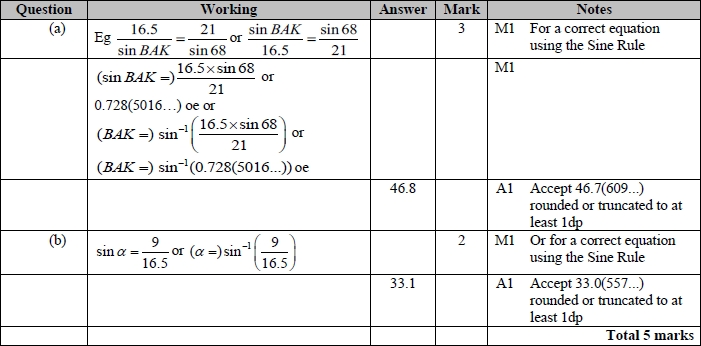 Question Working Answer Mark Notes
(a) Eg 16.5/sin BAK = 21/sin 68 or sin BAK/16.5 = sin 68/21 3 M1 For a correct equation
using the Sine Rule
(sin BAK =) 16.5×sin 68/21 or M1
0.728(5016…) oe or
(BAK =) sin⁻¹(16.5×sin 68/21) or
(BAK =) sin⁻¹(0.728(5016...)) oe
46.8 A1 Accept 46.7(609...)
rounded or truncated to at
least 1dp
(b) sin α = 9/16.5 or (α =) sin⁻¹(9/16.5) 2 M1 Or for a correct equation
using the Sine Rule
33.1 A1 Accept 33.0(557...)
rounded or truncated to at
least 1dp
Total 5 marks